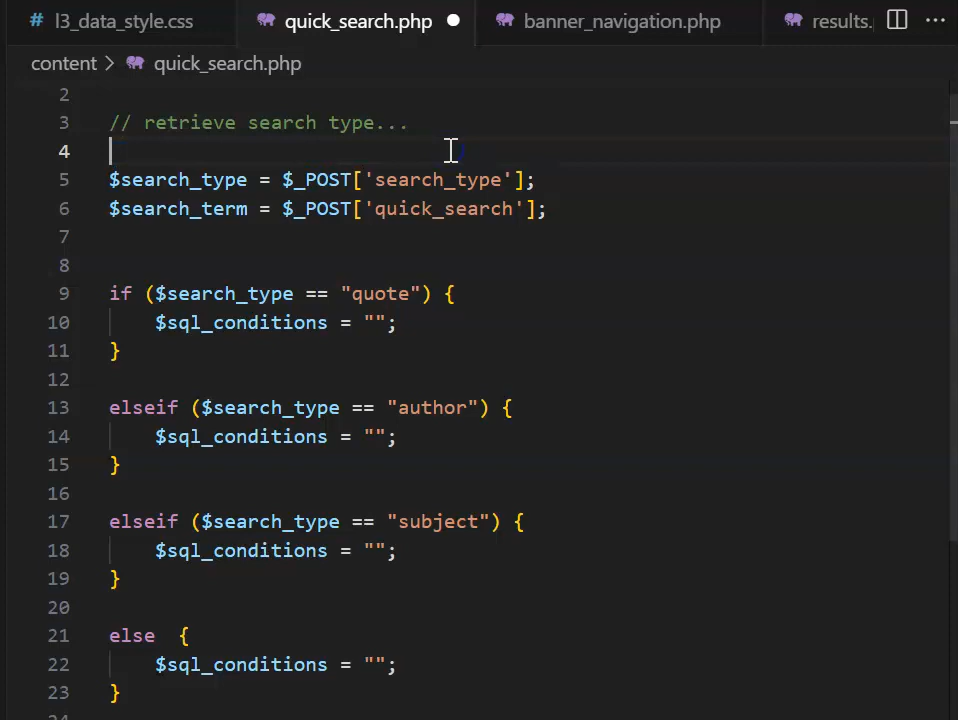 # l3_data_style.css quick_search.php banner_navigation.php results.
content > quick_search.php
2
3 // retrieve search type...
4
5 $search_type = $_POST['search_type'];
6 $search_term = $_POST['quick_search'];
7
8
9 if ($search_type == "quote") {
10 $sql_conditions = "";
11 }
12
13 elseif ($search_type == "author") {
14 $sql_conditions = "";
15 }
16
17 elseif ($search_type == "subject") {
18 $sql_conditions = "";
19 }
20
21 else {
22 $sql_conditions = "";
23 }